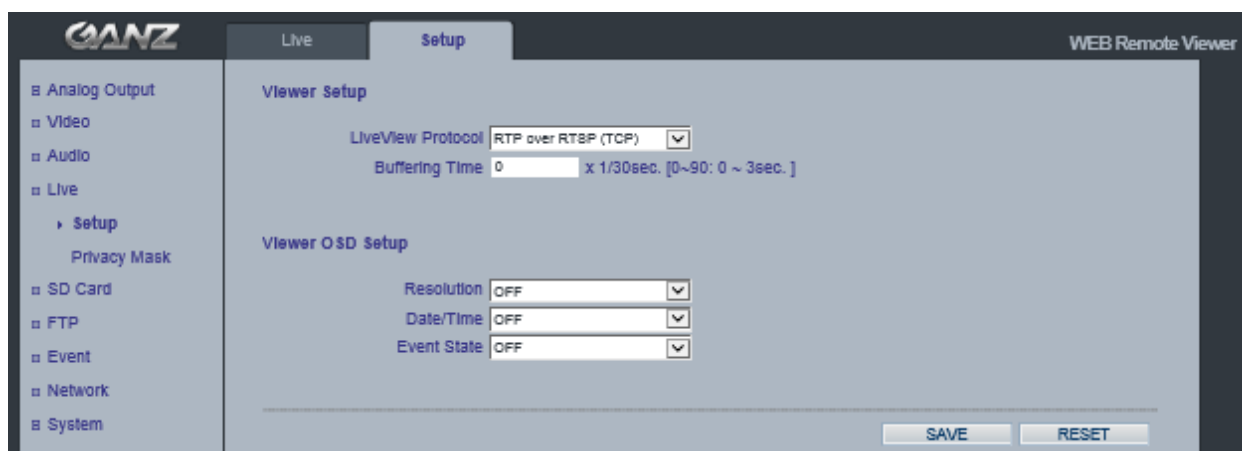 GANZ
Live
Setup
WEB Remote Viewer
Analog Output
Video
Audio
Live
Setup
Privacy Mask
SD Card
FTP
Event
Network
System
Viewer Setup
LiveView Protocol RTP over RTSP (TCP)
Buffering Time 0 x 1/30sec. [0~90: 0 ~ 3sec. ]
Viewer OSD Setup
Resolution OFF
Date/Time OFF
Event State OFF
SAVE RESET